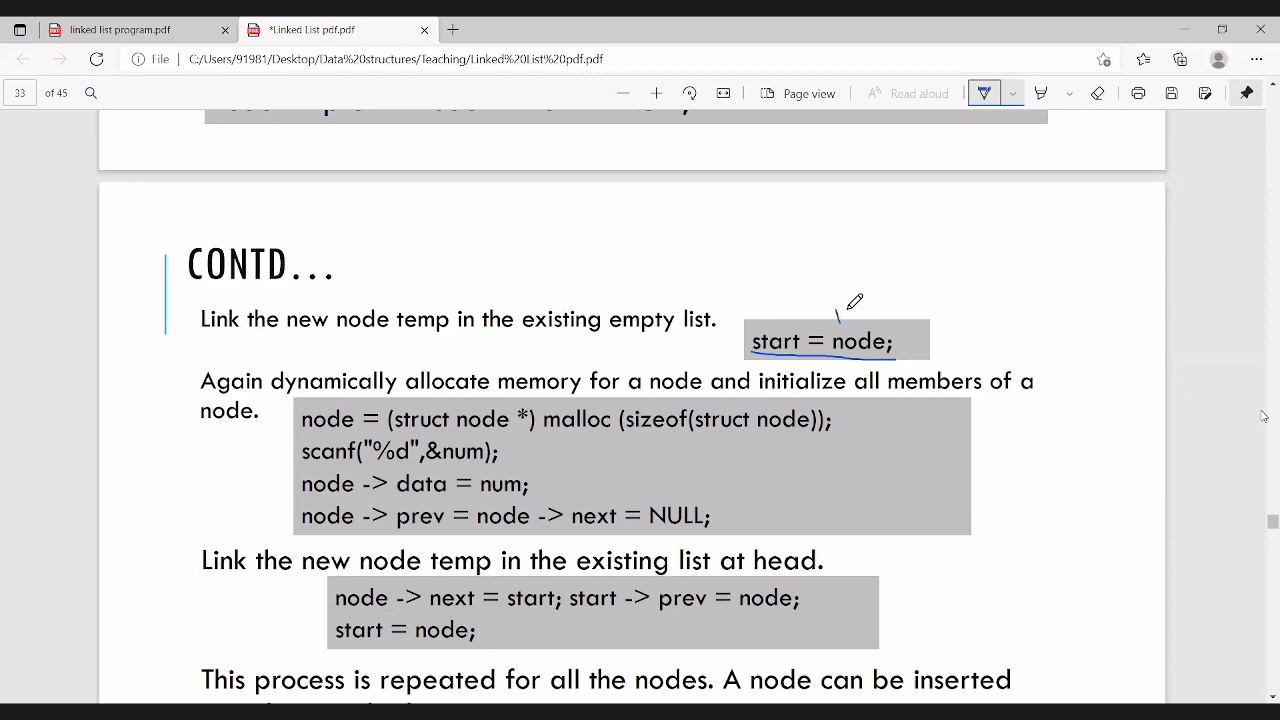 linked list program.pdf
*Linked List pdf.pdf
File
C:/Users/91981/Desktop/Data%20structures/Teaching/Linked%20List%20pdf.pdf
33
of 45
Page view
Read aloud
CONTD...
Link the new node temp in the existing empty list.
start = node;
Again dynamically allocate memory for a node and initialize all members of a
node.
node = (struct node *) malloc (sizeof(struct node));
scanf("%d",&num);
node -> data = num;
node -> prev = node -> next = NULL;
Link the new node temp in the existing list at head.
node -> next = start; start -> prev = node;
start = node;
This process is repeated for all the nodes. A node can be inserted